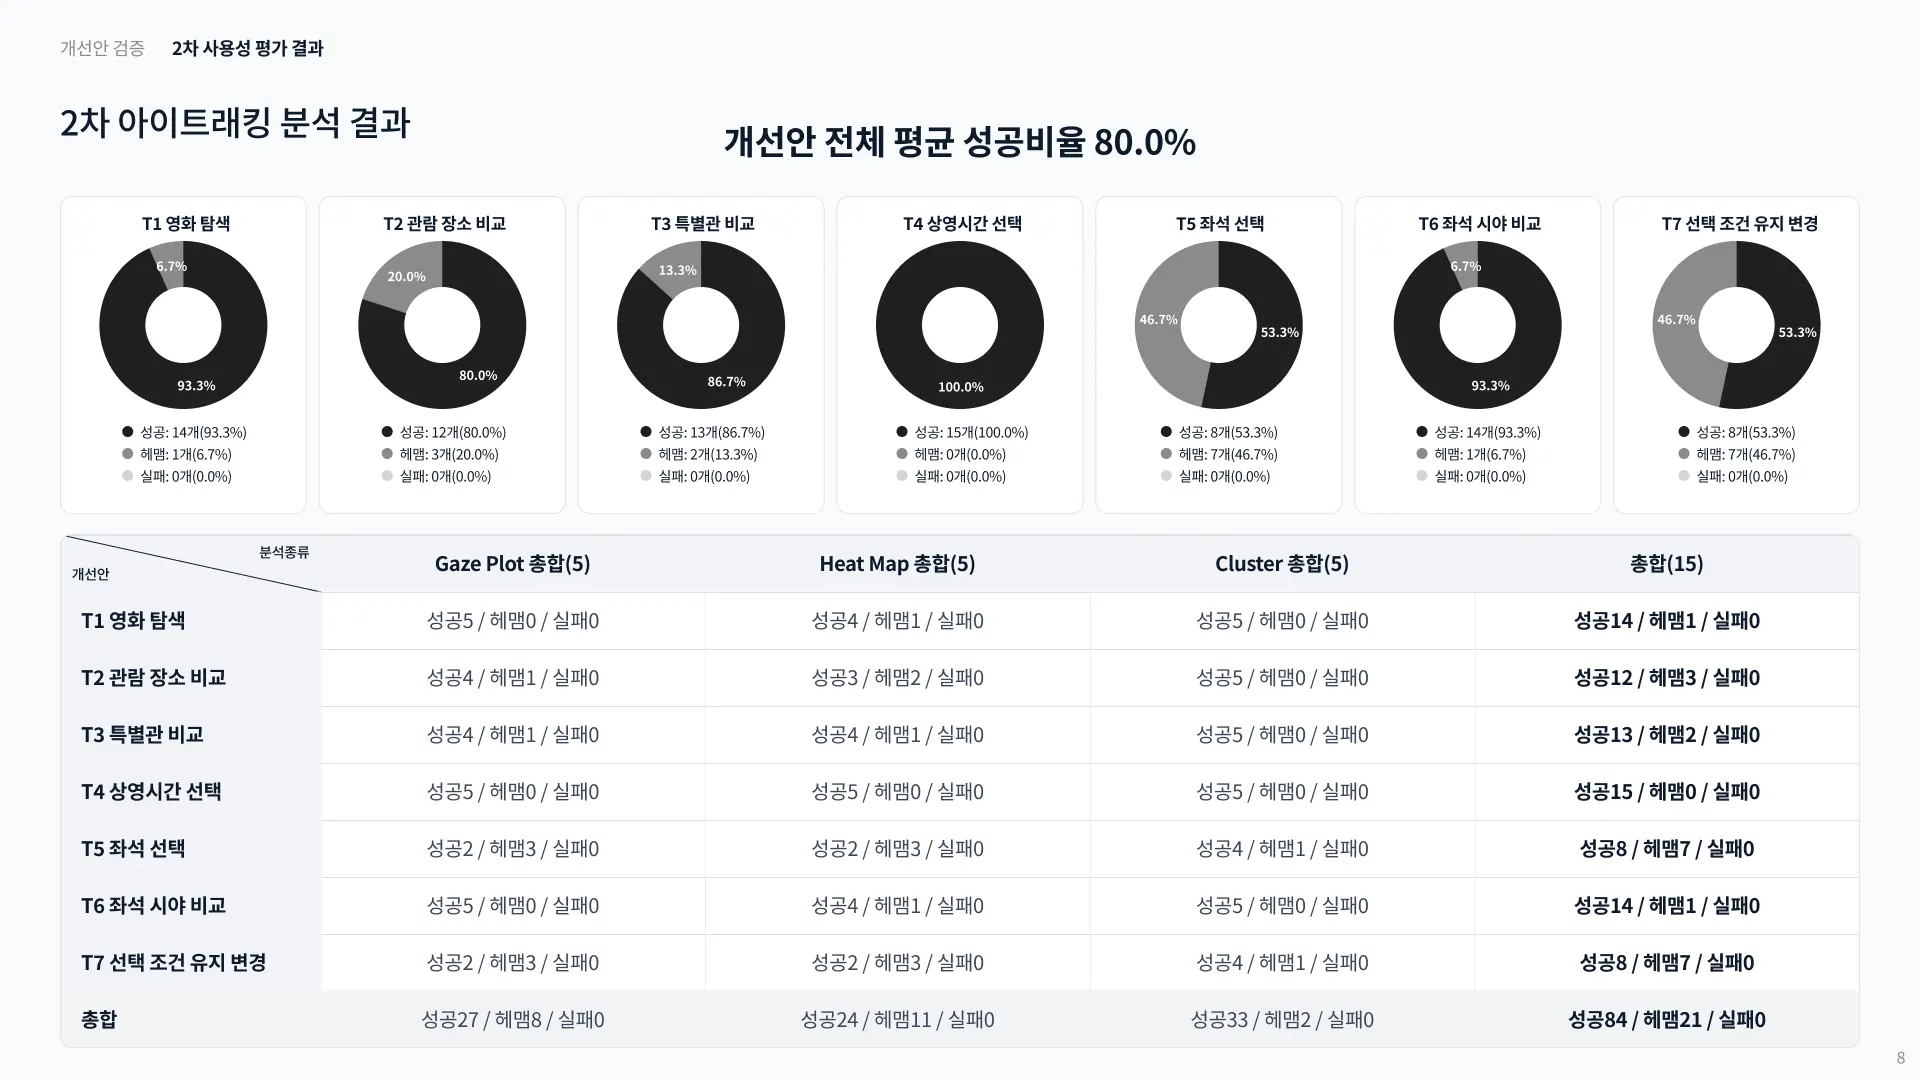 개선안 검증 2차 사용성 평가 결과
2차 아이트래킹 분석 결과
개선안 전체 평균 성공비율 80.0%
T1 영화 탐색
6.7%
93.3%
성공: 14개(93.3%)
헤맴: 1개(6.7%)
실패: 0개(0.0%)
T2 관람 장소 비교
20.0%
80.0%
성공: 12개(80.0%)
헤맴: 3개(20.0%)
실패: 0개(0.0%)
T3 특별관 비교
13.3%
86.7%
성공: 13개(86.7%)
헤맴: 2개(13.3%)
실패: 0개(0.0%)
T4 상영시간 선택
100.0%
성공: 15개(100.0%)
헤맴: 0개(0.0%)
실패: 0개(0.0%)
T5 좌석 선택
46.7%
53.3%
성공: 8개(53.3%)
헤맴: 7개(46.7%)
실패: 0개(0.0%)
T6 좌석 시야 비교
6.7%
93.3%
성공: 14개(93.3%)
헤맴: 1개(6.7%)
실패: 0개(0.0%)
T7 선택 조건 유지 변경
46.7%
53.3%
성공: 8개(53.3%)
헤맴: 7개(46.7%)
실패: 0개(0.0%)
분석종류
개선안
Gaze Plot 총합(5) Heat Map 총합(5) Cluster 총합(5) 총합(15)
T1 영화 탐색 성공5 / 헤맴0 / 실패0 성공4 / 헤맴1 / 실패0 성공5 / 헤맴0 / 실패0 성공14 / 헤맴1 / 실패0
T2 관람 장소 비교 성공4 / 헤맴1 / 실패0 성공3 / 헤맴2 / 실패0 성공5 / 헤맴0 / 실패0 성공12 / 헤맴3 / 실패0
T3 특별관 비교 성공4 / 헤맴1 / 실패0 성공4 / 헤맴1 / 실패0 성공5 / 헤맴0 / 실패0 성공13 / 헤맴2 / 실패0
T4 상영시간 선택 성공5 / 헤맴0 / 실패0 성공5 / 헤맴0 / 실패0 성공5 / 헤맴0 / 실패0 성공15 / 헤맴0 / 실패0
T5 좌석 선택 성공2 / 헤맴3 / 실패0 성공2 / 헤맴3 / 실패0 성공4 / 헤맴1 / 실패0 성공8 / 헤맴7 / 실패0
T6 좌석 시야 비교 성공5 / 헤맴0 / 실패0 성공4 / 헤맴1 / 실패0 성공5 / 헤맴0 / 실패0 성공14 / 헤맴1 / 실패0
T7 선택 조건 유지 변경 성공2 / 헤맴3 / 실패0 성공2 / 헤맴3 / 실패0 성공4 / 헤맴1 / 실패0 성공8 / 헤맴7 / 실패0
총합 성공27 / 헤맴8 / 실패0 성공24 / 헤맴11 / 실패0 성공33 / 헤맴2 / 실패0 성공84 / 헤맴21 / 실패0
8